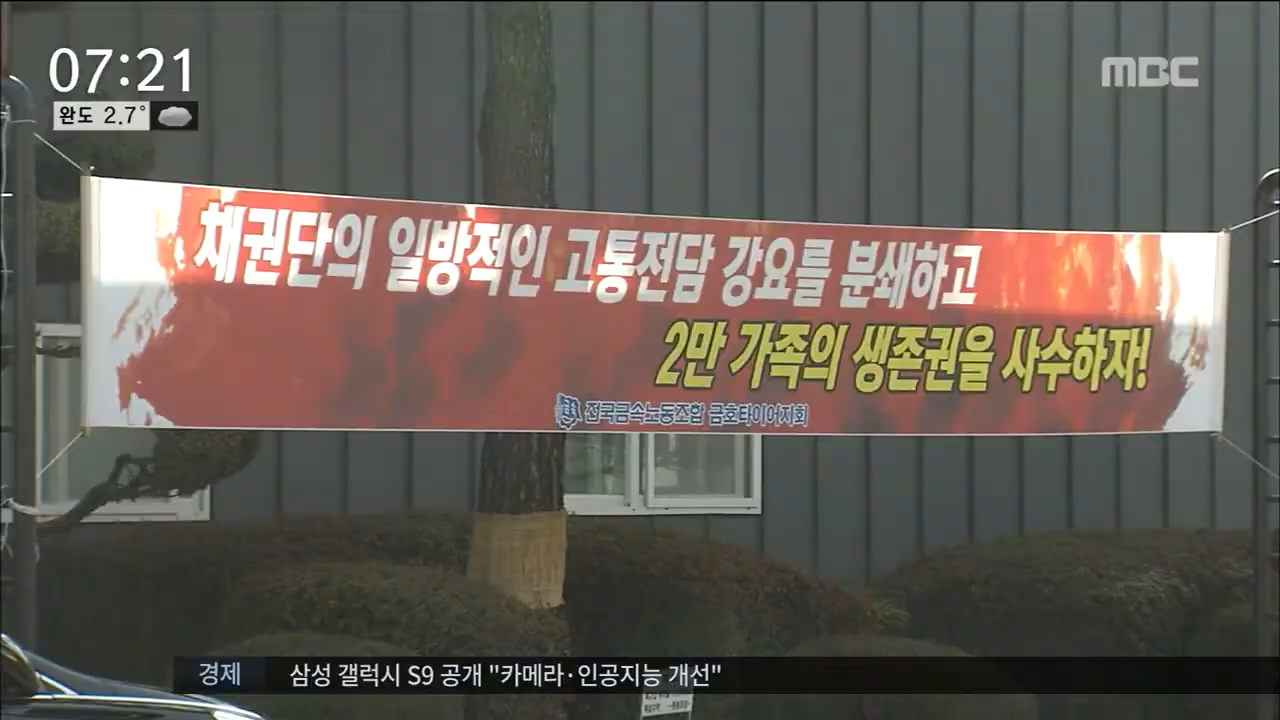 07:21
MBC
완도 2.7°
채권단의 일방적인 고통전담 강요를 분쇄하고
2만 가족의 생존권을 사수하자!
전국금속노동조합 금호타이어지회
경제 삼성 갤럭시 S9 공개 "카메라·인공지능 개선"